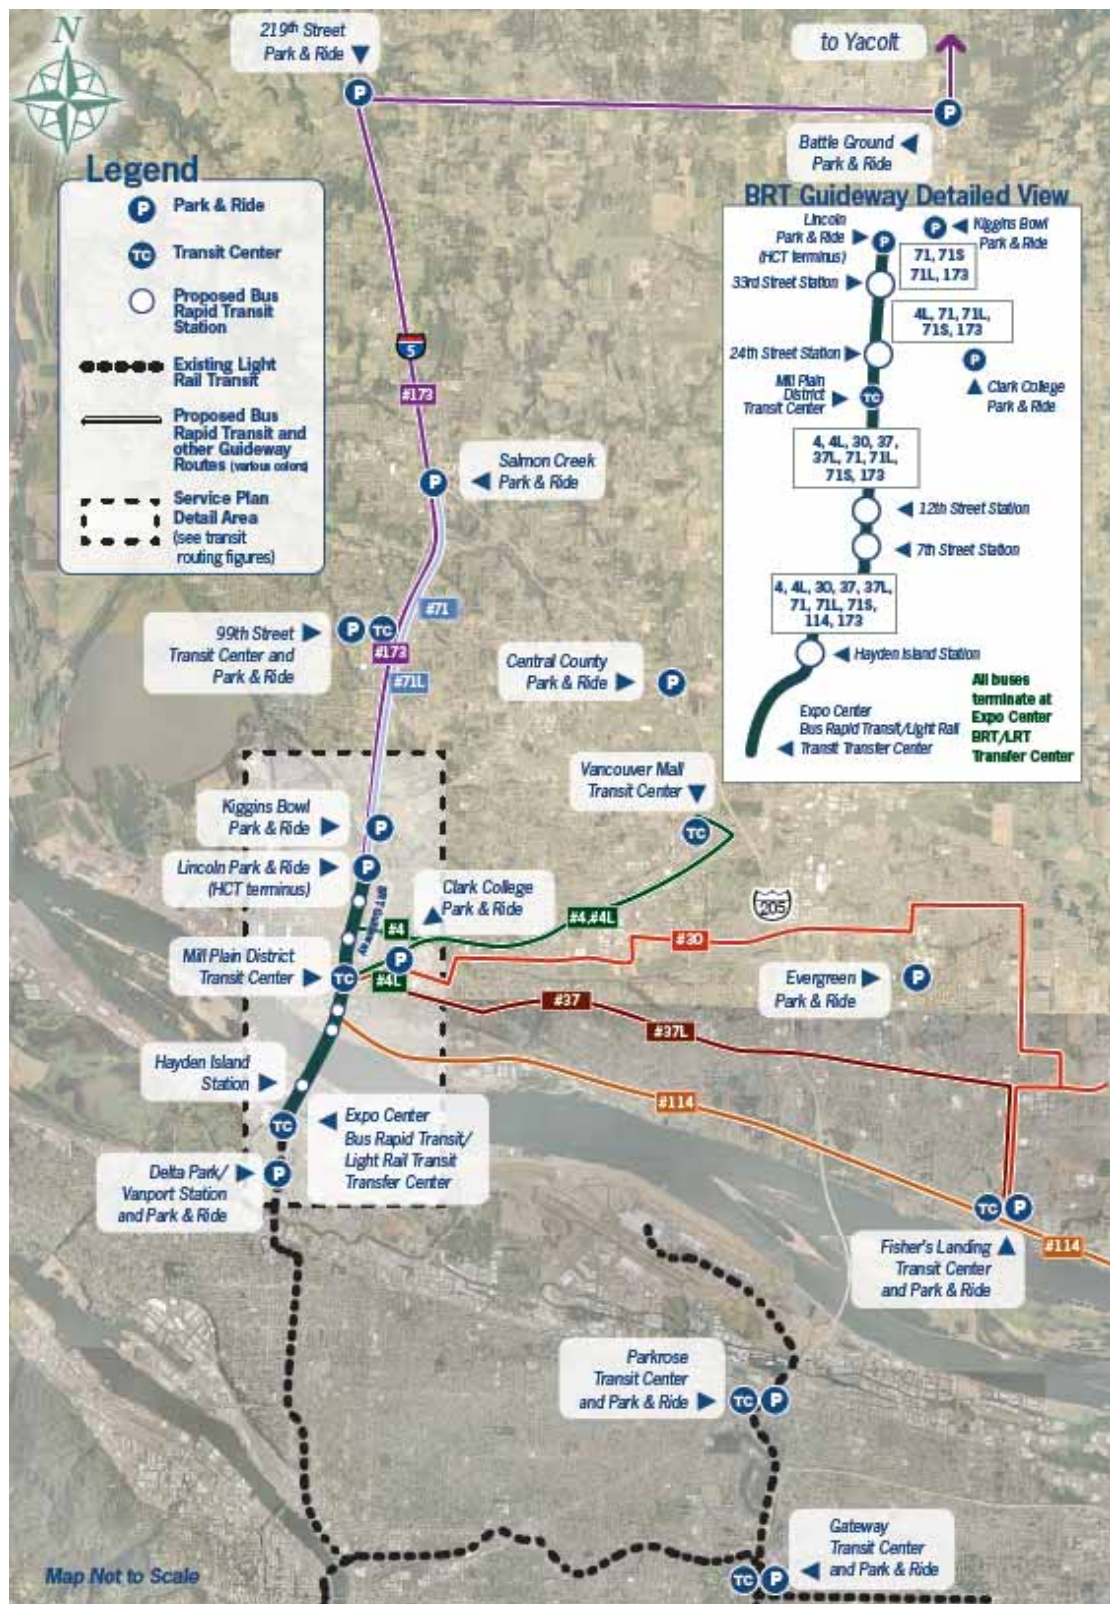 N
219th Street
Park & Ride
to Yacolt
P
P
Battle Ground
Park & Ride
Legend
P Park & Ride
TC Transit Center
Proposed Bus
Rapid Transit
Station
Existing Light
Rail Transit
Proposed Bus
Rapid Transit and
other Guideway
Routes (various colors)
Service Plan
Detail Area
(see transit
routing figures)
BRT Guideway Detailed View
Lincoln
Park & Ride
(HCT terminus)
P
P
Kiggins Bowl
Park & Ride
71, 71S
71L, 173
33rd Street Station
4L, 71, 71L,
71S, 173
24th Street Station
P
Clark College
Park & Ride
Mill Plain
District
Transit Center
TC
4, 4L, 30, 37,
37L, 71, 71L,
71S, 173
12th Street Station
7th Street Station
4, 4L, 30, 37, 37L,
71, 71L, 71S,
114, 173
Hayden Island Station
Expo Center
Bus Rapid Transit/Light Rail
Transit Transfer Center
All buses
terminate at
Expo Center
BRT/LRT
Transfer Center
5
#173
P
Salmon Creek
Park & Ride
#71
99th Street
Transit Center and
Park & Ride
P TC
#173
#71L
Central County
Park & Ride
P
Vancouver Mall
Transit Center
TC
Kiggins Bowl
Park & Ride
P
Lincoln Park & Ride
(HCT terminus)
P
BRT Guideway
Clark College
Park & Ride
#4
#4,#4L
205
#30
P
Mill Plain District
Transit Center
TC
#4L
Evergreen
Park & Ride
P
#37
#37L
Hayden Island
Station
#114
Expo Center
Bus Rapid Transit/
Light Rail Transit
Transfer Center
TC
Delta Park/
Vanport Station
and Park & Ride
P
TC P
Fisher's Landing
Transit Center
and Park & Ride
#114
Parkrose
Transit Center
and Park & Ride
TC P
Gateway
Transit Center
and Park & Ride
TC P
Map Not to Scale